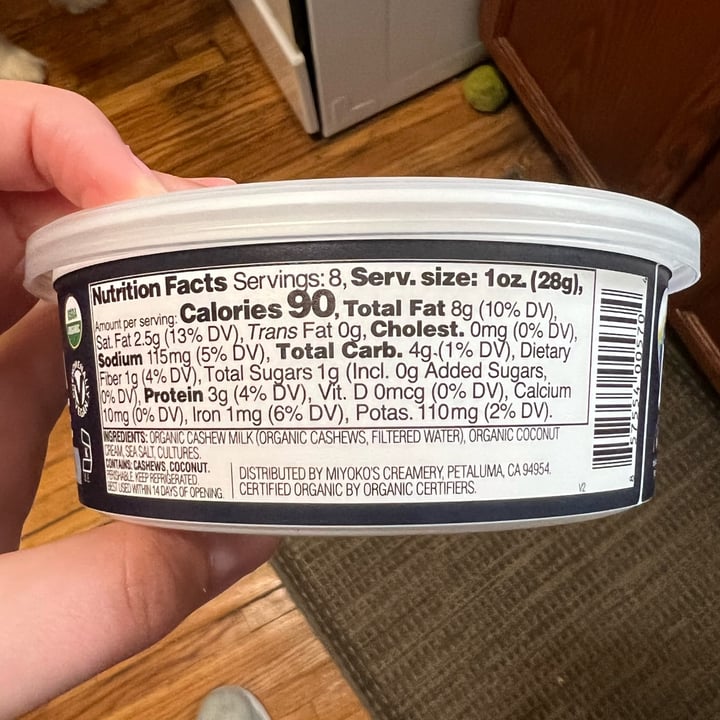 Nutrition Facts Servings: 8, Serv. size: 1oz. (28g),
Amount per serving: Calories 90, Total Fat 8g (10% DV),
Sat. Fat 2.5g (13% DV), Trans Fat 0g, Cholest. 0mg (0% DV),
Sodium 115mg (5% DV), Total Carb. 4g (1% DV), Dietary
Fiber 1g (4% DV), Total Sugars 1g (Incl. 0g Added Sugars,
0% DV), Protein 3g (4% DV), Vit. D 0mcg (0% DV), Calcium
10mg (0% DV), Iron 1mg (6% DV), Potas. 110mg (2% DV).
INGREDIENTS: ORGANIC CASHEW MILK (ORGANIC CASHEWS, FILTERED WATER), ORGANIC COCONUT
CREAM, SEA SALT, CULTURES.
CONTAINS: CASHEWS, COCONUT.
PERISHABLE. KEEP REFRIGERATED.
BEST USED WITHIN 14 DAYS OF OPENING.
DISTRIBUTED BY MIYOKO'S CREAMERY, PETALUMA, CA 94954.
CERTIFIED ORGANIC BY ORGANIC CERTIFIERS.
V2
USDA
ORGANIC